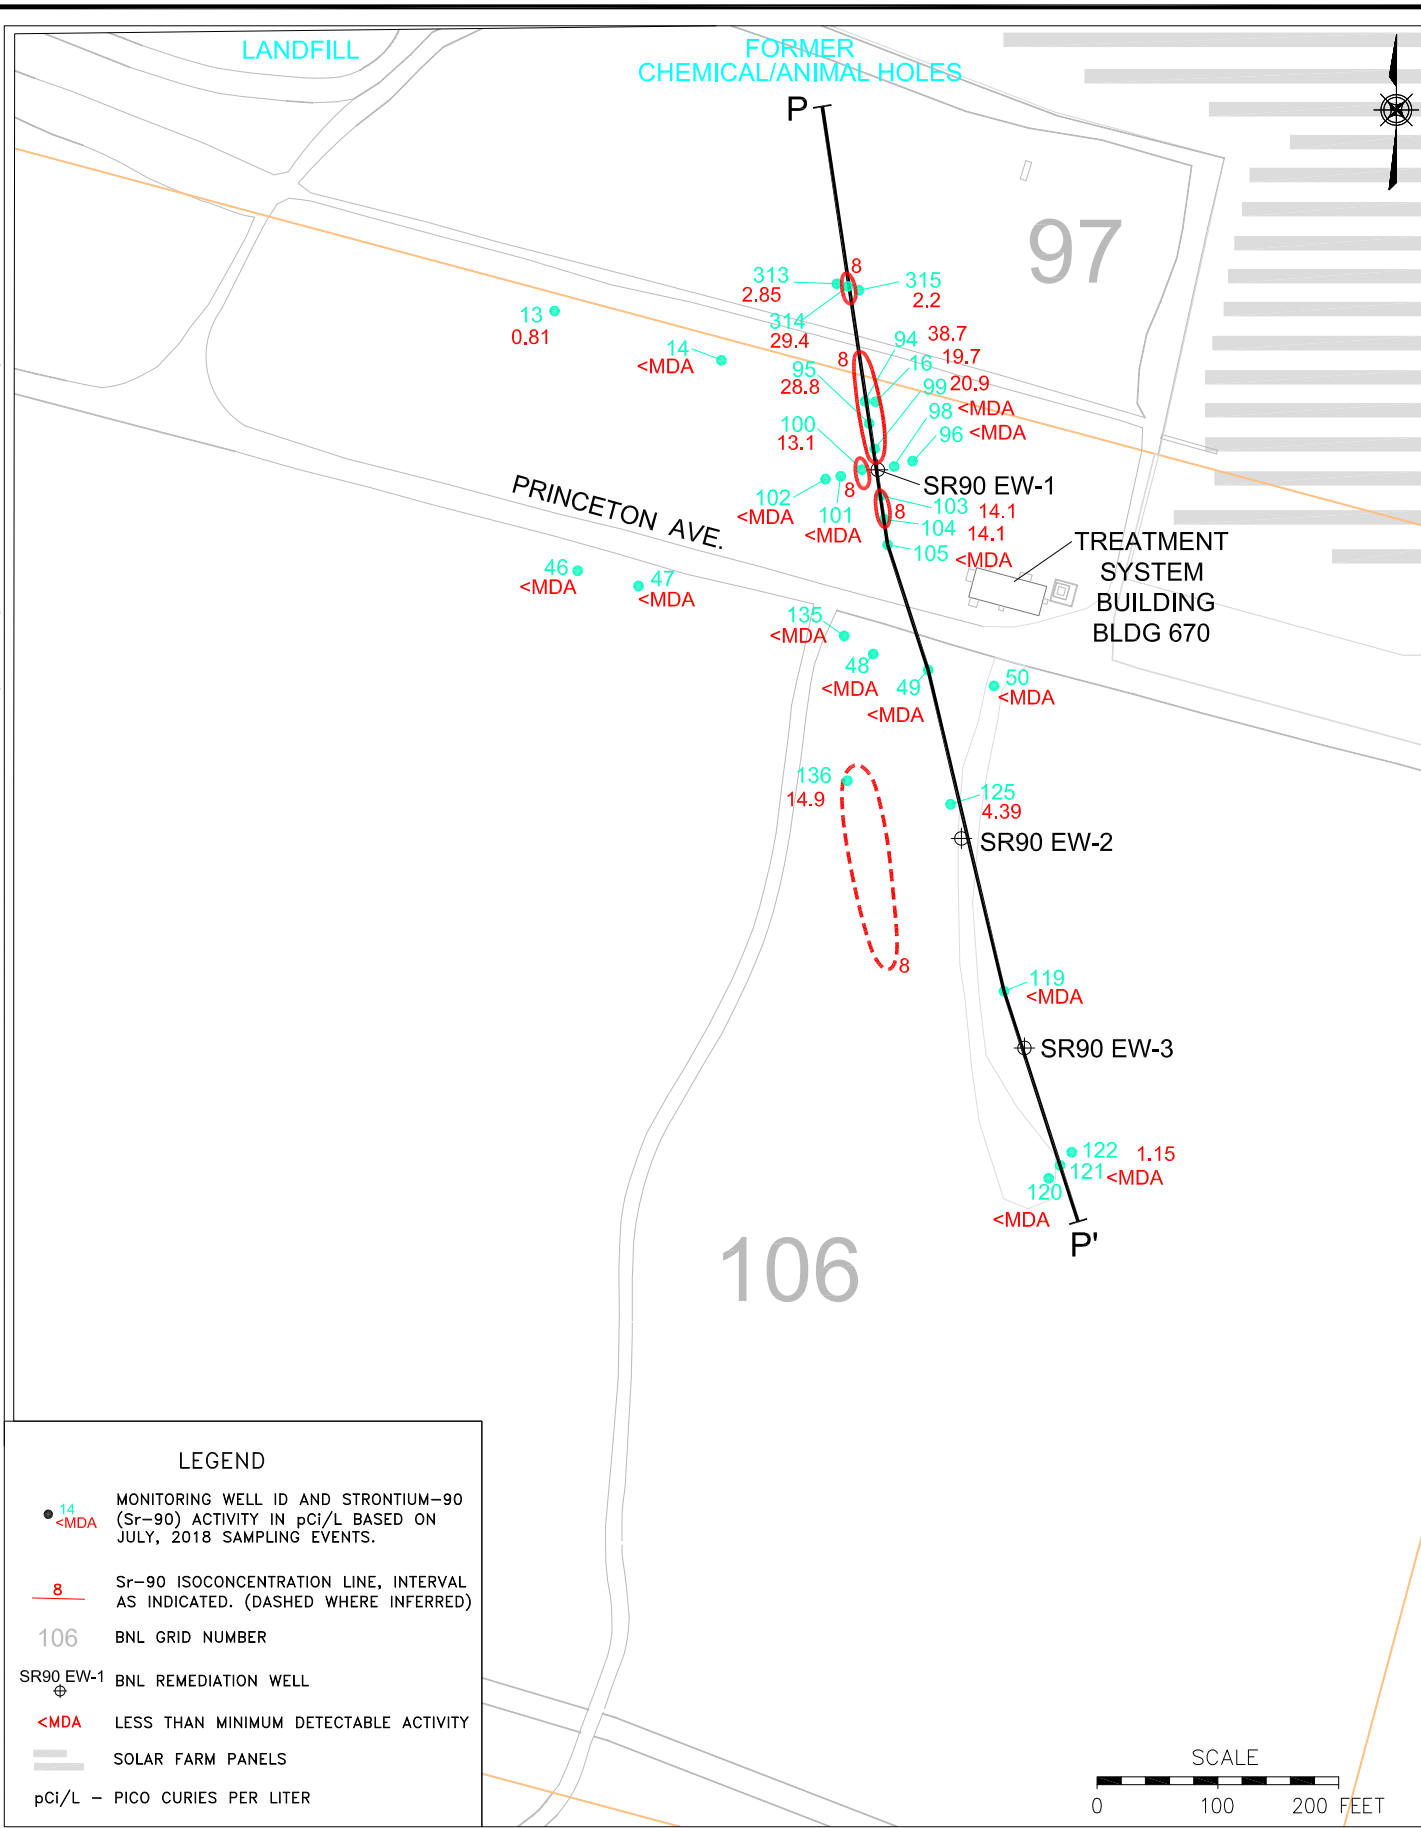 LANDFILL
FORMER
CHEMICAL/ANIMAL HOLES
P
97
313
2.85
8
315
2.2
314
29.4
13
0.81
14
<MDA
94
38.7
8
16
19.7
95
28.8
99
20.9
98
<MDA
96
<MDA
100
13.1
SR90 EW-1
102
<MDA
101
<MDA
8
103
14.1
8
104
14.1
105
<MDA
PRINCETON AVE.
TREATMENT
SYSTEM
BUILDING
BLDG 670
46
<MDA
47
<MDA
135
<MDA
48
<MDA
49
<MDA
50
<MDA
136
14.9
125
4.39
SR90 EW-2
8
119
<MDA
SR90 EW-3
122
1.15
121
<MDA
120
<MDA
P'
106
LEGEND
14
<MDA
MONITORING WELL ID AND STRONTIUM-90
(Sr-90) ACTIVITY IN pCi/L BASED ON
JULY, 2018 SAMPLING EVENTS.
8
Sr-90 ISOCONCENTRATION LINE, INTERVAL
AS INDICATED. (DASHED WHERE INFERRED)
106
BNL GRID NUMBER
SR90 EW-1
BNL REMEDIATION WELL
<MDA
LESS THAN MINIMUM DETECTABLE ACTIVITY
SOLAR FARM PANELS
pCi/L - PICO CURIES PER LITER
SCALE
0 100 200 FEET